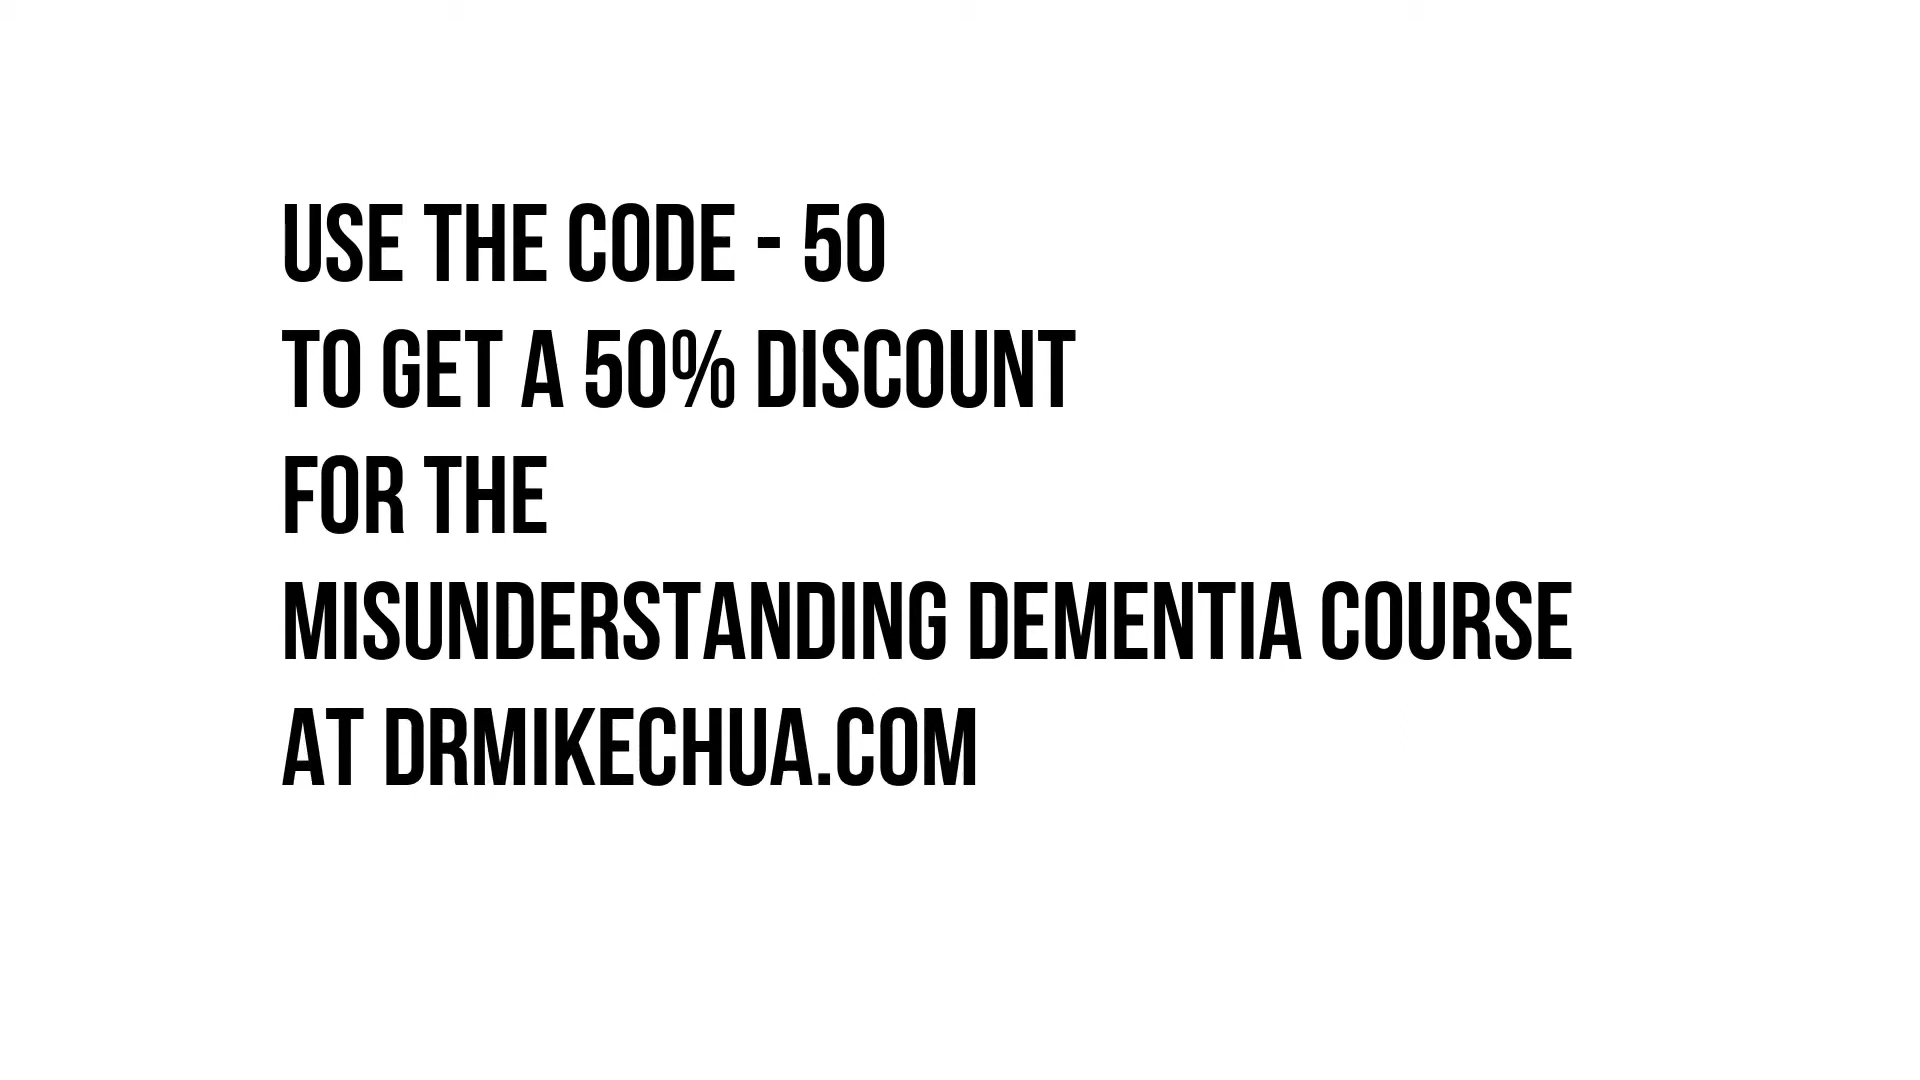 USE THE CODE - 50
TO GET A 50% DISCOUNT
FOR THE
MISUNDERSTANDING DEMENTIA COURSE
AT DRMIKECHUA.COM